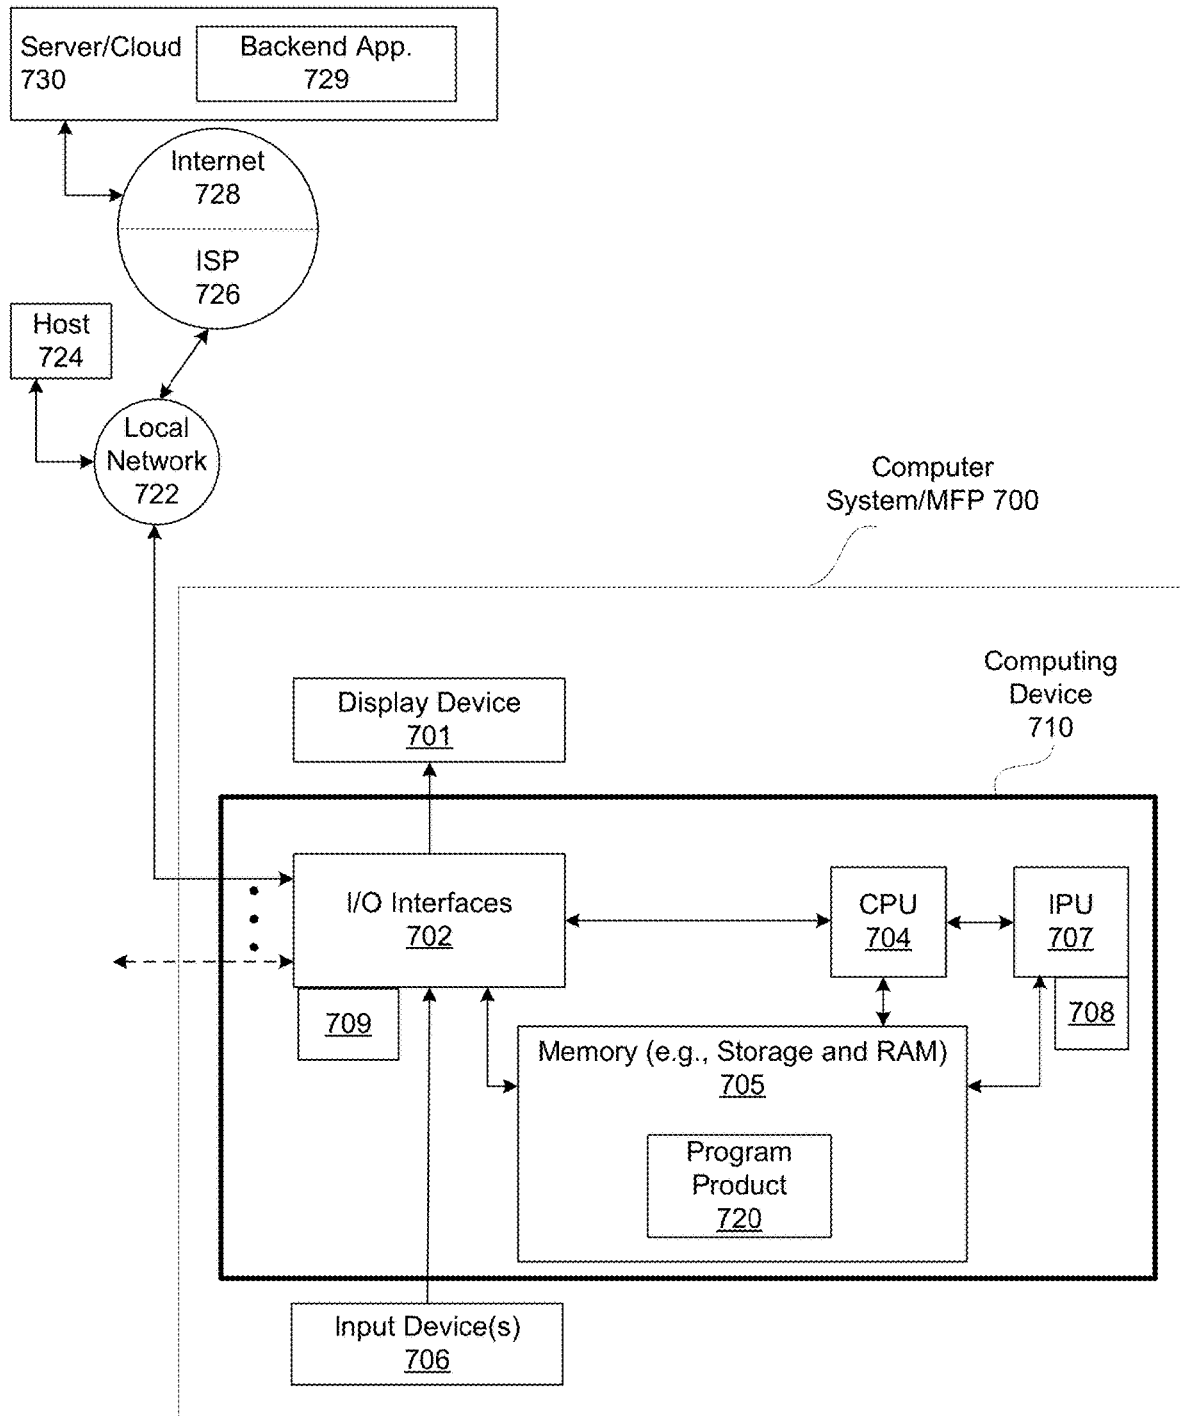 Server/Cloud
730
Backend App.
729
Internet
728
ISP
726
Host
724
Local
Network
722
Computer
System/MFP 700
Computing
Device
710
Display Device
701
I/O Interfaces
702
CPU
704
IPU
707
709
708
Memory (e.g., Storage and RAM)
705
Program
Product
720
Input Device(s)
706